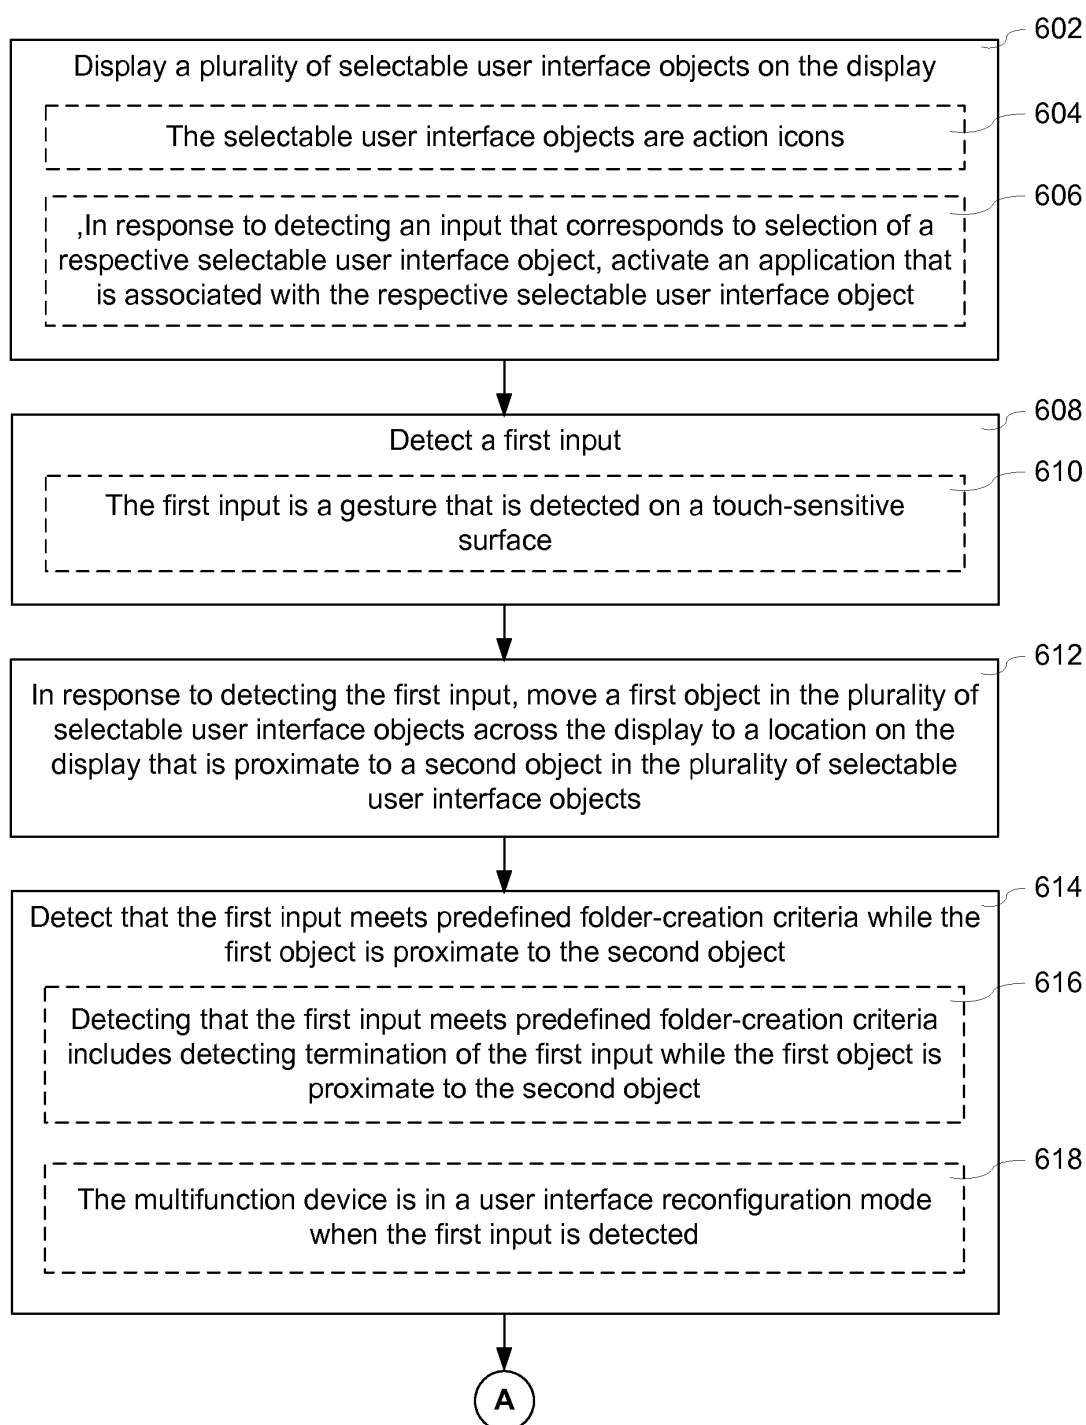 602
Display a plurality of selectable user interface objects on the display
604
The selectable user interface objects are action icons
606
,In response to detecting an input that corresponds to selection of a
respective selectable user interface object, activate an application that
is associated with the respective selectable user interface object
608
Detect a first input
610
The first input is a gesture that is detected on a touch-sensitive
surface
612
In response to detecting the first input, move a first object in the plurality of
selectable user interface objects across the display to a location on the
display that is proximate to a second object in the plurality of selectable
user interface objects
614
Detect that the first input meets predefined folder-creation criteria while the
first object is proximate to the second object
616
Detecting that the first input meets predefined folder-creation criteria
includes detecting termination of the first input while the first object is
proximate to the second object
618
The multifunction device is in a user interface reconfiguration mode
when the first input is detected
A